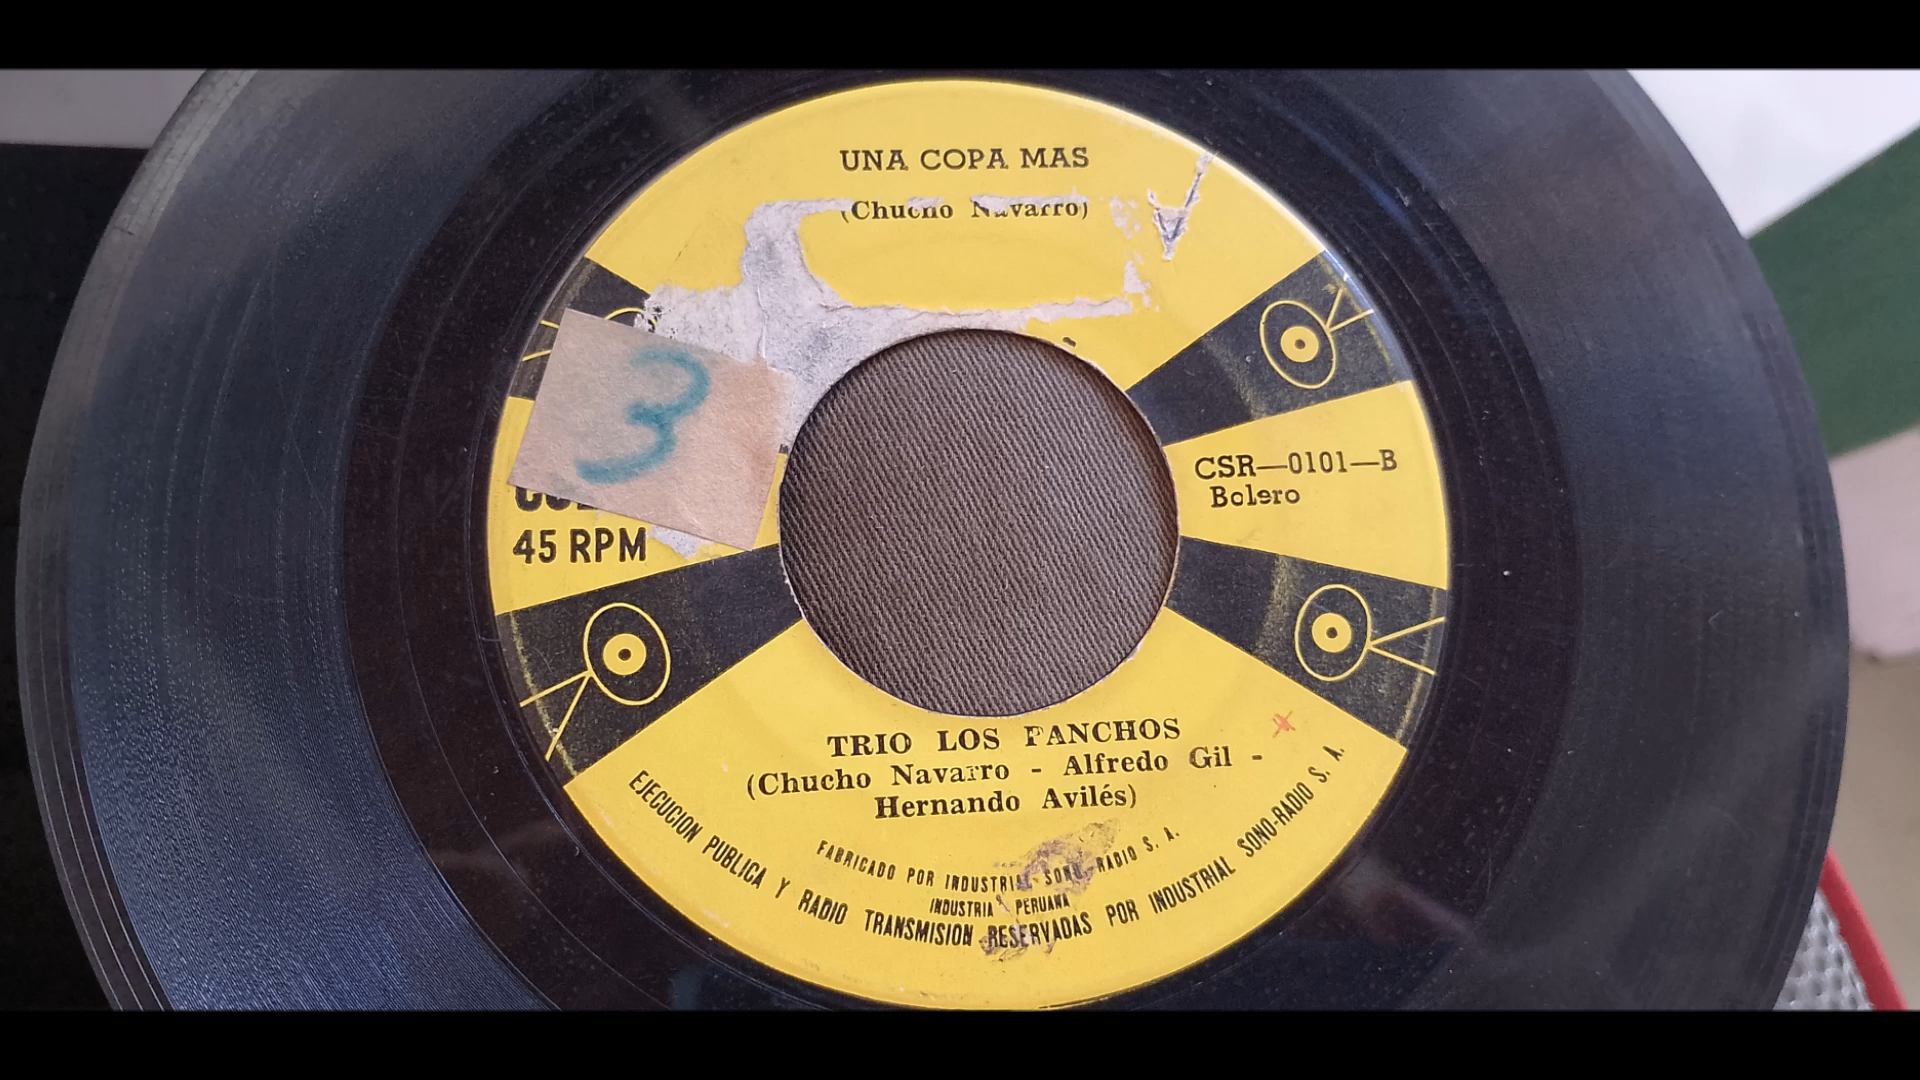 UNA COPA MAS
(Chucho Navarro)
3
45 RPM
CSR—0101—B
Bolero
TRIO LOS PANCHOS
(Chucho Navarro - Alfredo Gil -
Hernando Avilés)
FABRICADO POR INDUSTRIAL SONO-RADIO S. A.
INDUSTRIA PERUANA
EJECUCION PUBLICA Y RADIO TRANSMISION RESERVADAS POR INDUSTRIAL SONO-RADIO S. A.